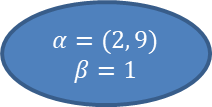 α = (2, 9)
β = 1